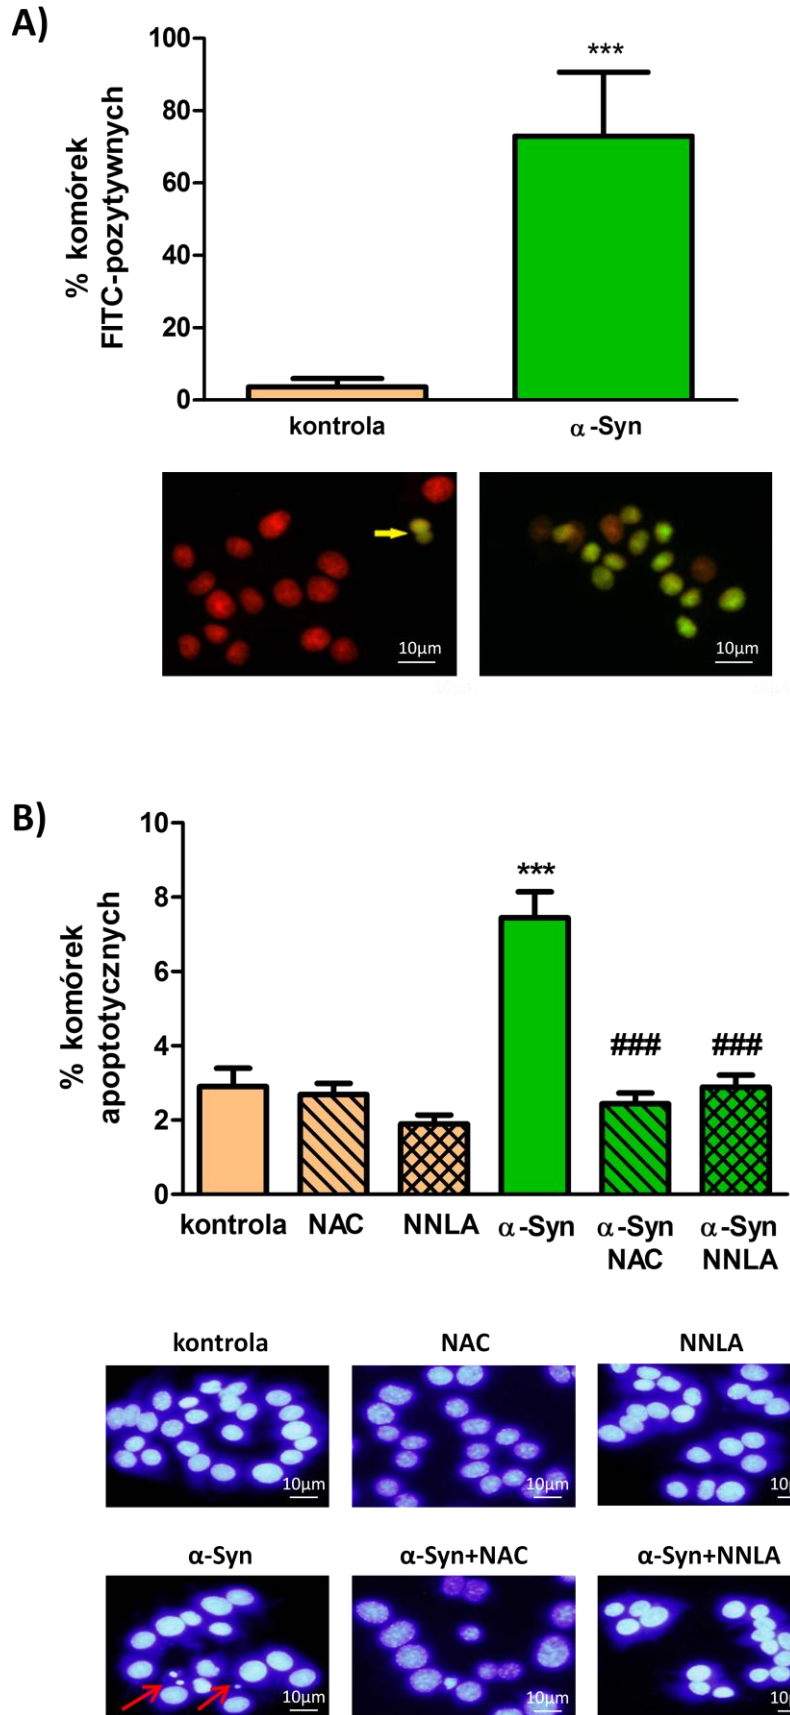 A)
100
80
60
40
20
0
% komórek
FITC-pozytywnych
***
kontrola
α-Syn
10µm
10µm
B)
10
8
6
4
2
0
% komórek
apoptotycznych
***
###
###
kontrola
NAC
NNLA
α-Syn
α-Syn
NAC
α-Syn
NNLA
kontrola
NAC
NNLA
10µm
10µm
10µ
α-Syn
α-Syn+NAC
α-Syn+NNLA
10µm
10µm
10µ